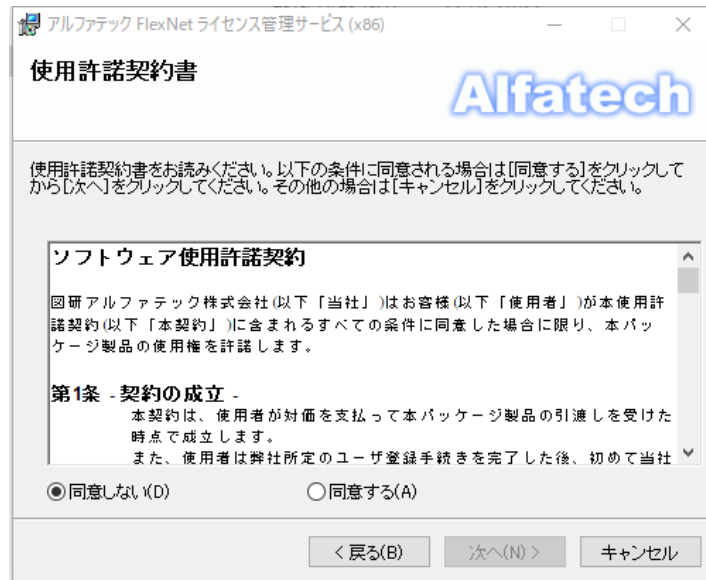 アルファテック FlexNet ライセンス管理サービス (x86)
使用許諾契約書
Alfatech
使用許諾契約書をお読みください。以下の条件に同意される場合は[同意する]をクリックして
から[次へ]をクリックしてください。その他の場合は[キャンセル]をクリックしてください。
ソフトウェア使用許諾契約
図研アルファテック株式会社(以下「当社」)はお客様(以下「使用者」)が本使用許
諾契約(以下「本契約」)に含まれるすべての条件に同意した場合に限り、本パッ
ケージ製品の使用権を許諾します。
第1条 - 契約の成立 -
本契約は、使用者が対価を支払って本パッケージ製品の引渡しを受けた
時点で成立します。
また、使用者は弊社所定のユーザ登録手続きを完了した後、初めて当社
同意しない(D)
同意する(A)
< 戻る(B)
次へ(N) >
キャンセル